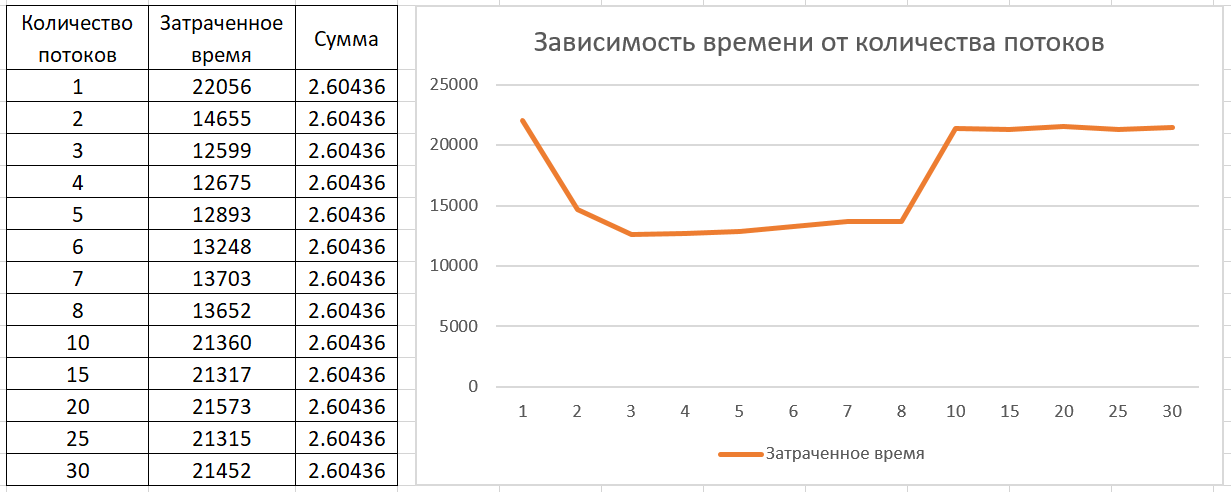 Количество потоков Затраченное время Сумма
1 22056 2.60436
2 14655 2.60436
3 12599 2.60436
4 12675 2.60436
5 12893 2.60436
6 13248 2.60436
7 13703 2.60436
8 13652 2.60436
10 21360 2.60436
15 21317 2.60436
20 21573 2.60436
25 21315 2.60436
30 21452 2.60436
Зависимость времени от количества потоков
25000
20000
15000
10000
5000
0
1 2 3 4 5 6 7 8 10 15 20 25 30
Затраченное время